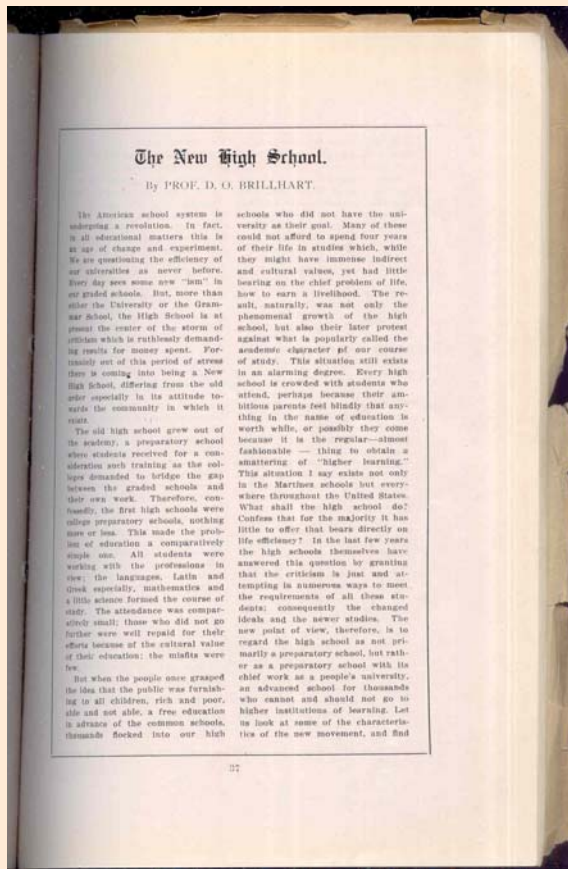 The New High School.
By PROF. D. O. BRILLHART.
The American school system is
undergoing a revolution. In fact,
in all educational matters this is
an age of change and experiment.
We are questioning the efficiency of
our universities as never before.
Every day sees some new "ism" in
our graded schools. But, more than
either the University or the Gram-
mar School, the High School is at
present the center of the storm of
criticism which is ruthlessly demand-
ing results for money spent. For-
tunately out of this period of stress
there is coming into being a New
High School, differing from the old
order especially in its attitude to-
wards the community in which it
exists.
The old high school grew out of
the academy, a preparatory school
where students received for a con-
sideration such training as the col-
leges demanded to bridge the gap
between the graded schools and
their own work. Therefore, con-
fessedly, the first high schools were
college preparatory schools, nothing
more or less. This made the prob-
lem of education a comparatively
simple one. All students were
working with the professions in
view; the languages, Latin and
Greek especially, mathematics and
a little science formed the course of
study. The attendance was compar-
atively small; those who did not go
further were well repaid for their
efforts because of the cultural value
of their education; the misfits were
few.
But when the people once grasped
the idea that the public was furnish-
ing to all children, rich and poor,
able and not able, a free education
in advance of the common schools,
thousands flocked into our high
schools who did not have the uni-
versity as their goal. Many of these
could not afford to spend four years
of their life in studies which, while
they might have immense indirect
and cultural values, yet had little
bearing on the chief problem of life,
how to earn a livelihood. The re-
sult, naturally, was not only the
phenomenal growth of the high
school, but also their later protest
against what is popularly called the
academic character of our course
of study. This situation still exists
in an alarming degree. Every high
school is crowded with students who
attend, perhaps because their am-
bitious parents feel blindly that any-
thing in the name of education is
worth while, or possibly they come
because it is the regular—almost
fashionable — thing to obtain a
smattering of "higher learning."
This situation I say exists not only
in the Martinez schools but every-
where throughout the United States.
What shall the high school do?
Confess that for the majority it has
little to offer that bears directly on
life efficiency? In the last few years
the high schools themselves have
answered this question by granting
that the criticism is just and at-
tempting in numerous ways to meet
the requirements of all these stu-
dents; consequently the changed
ideals and the newer studies. The
new point of view, therefore, is to
regard the high school as not pri-
marily a preparatory school, but rath-
er as a preparatory school with its
chief work as a people's university,
an advanced school for thousands
who cannot and should not go to
higher institutions of learning. Let
us look at some of the characteris-
tics of the new movement, and find
37